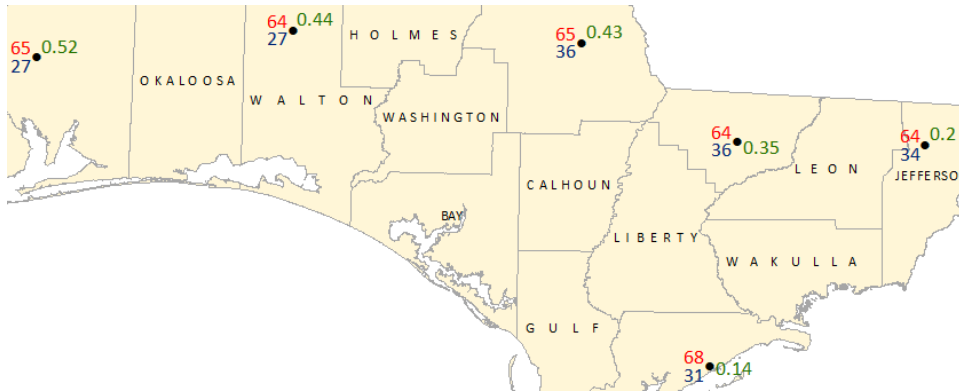 64 0.44
27
HOLMES
65 0.43
36
65 0.52
27
OKALOOSA
WALTON
WASHINGTON
64
36 0.35
64 0.2
34
LEON
JEFFERSO
CALHOUN
BAY
LIBERTY
WAKULLA
GULF
68
31 0.14